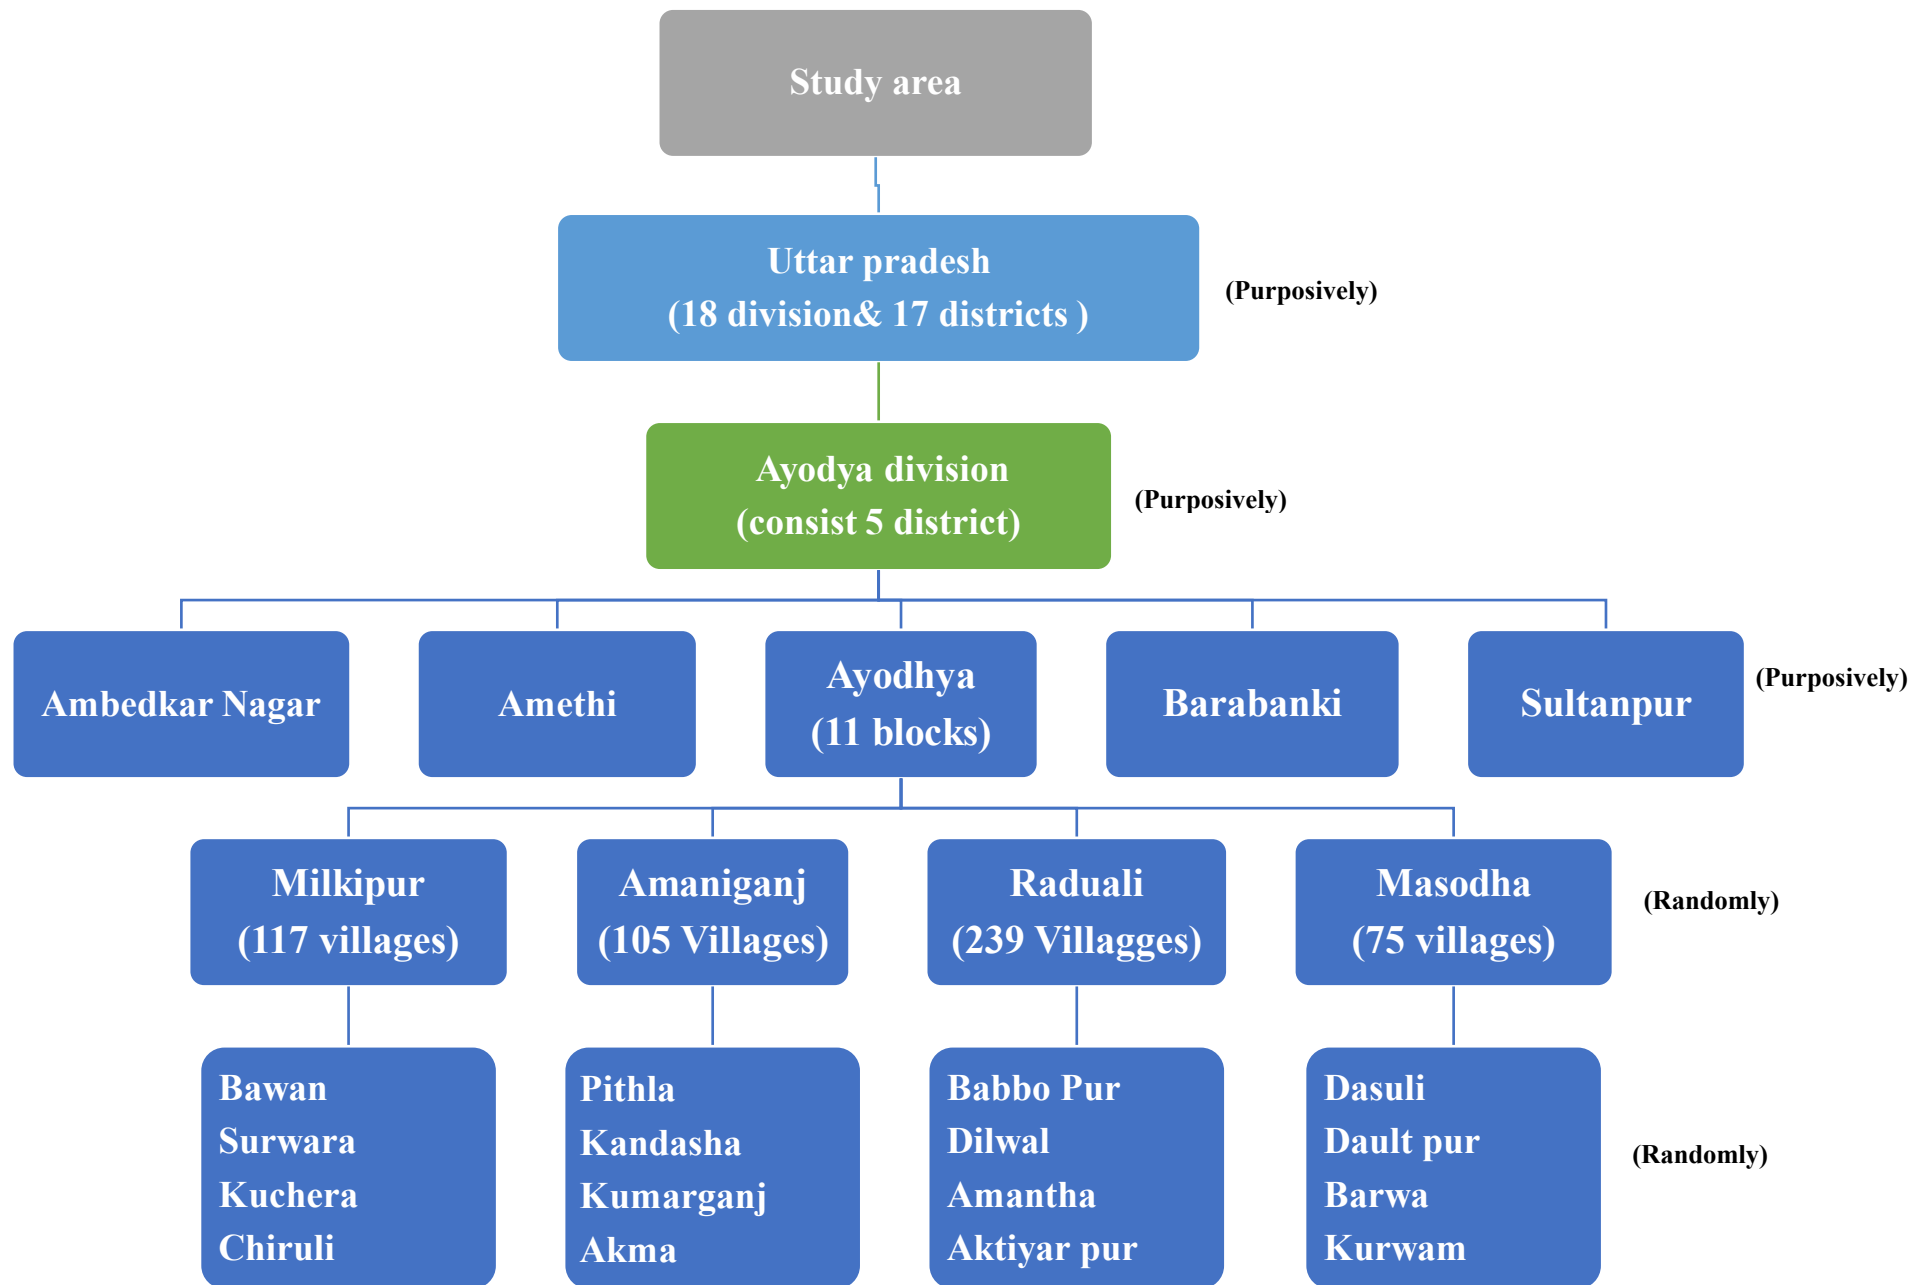 Study area
Uttar pradesh
(18 division& 17 districts )
(Purposively)
Ayodya division
(consist 5 district)
(Purposively)
Ambedkar Nagar
Amethi
Ayodhya
(11 blocks)
Barabanki
Sultanpur
(Purposively)
Milkipur
(117 villages)
Amaniganj
(105 Villages)
Raduali
(239 Villagges)
Masodha
(75 villages)
(Randomly)
Bawan
Surwara
Kuchera
Chiruli
Pithla
Kandasha
Kumarganj
Akma
Babbo Pur
Dilwal
Amantha
Aktiyar pur
Dasuli
Dault pur
Barwa
Kurwam
(Randomly)